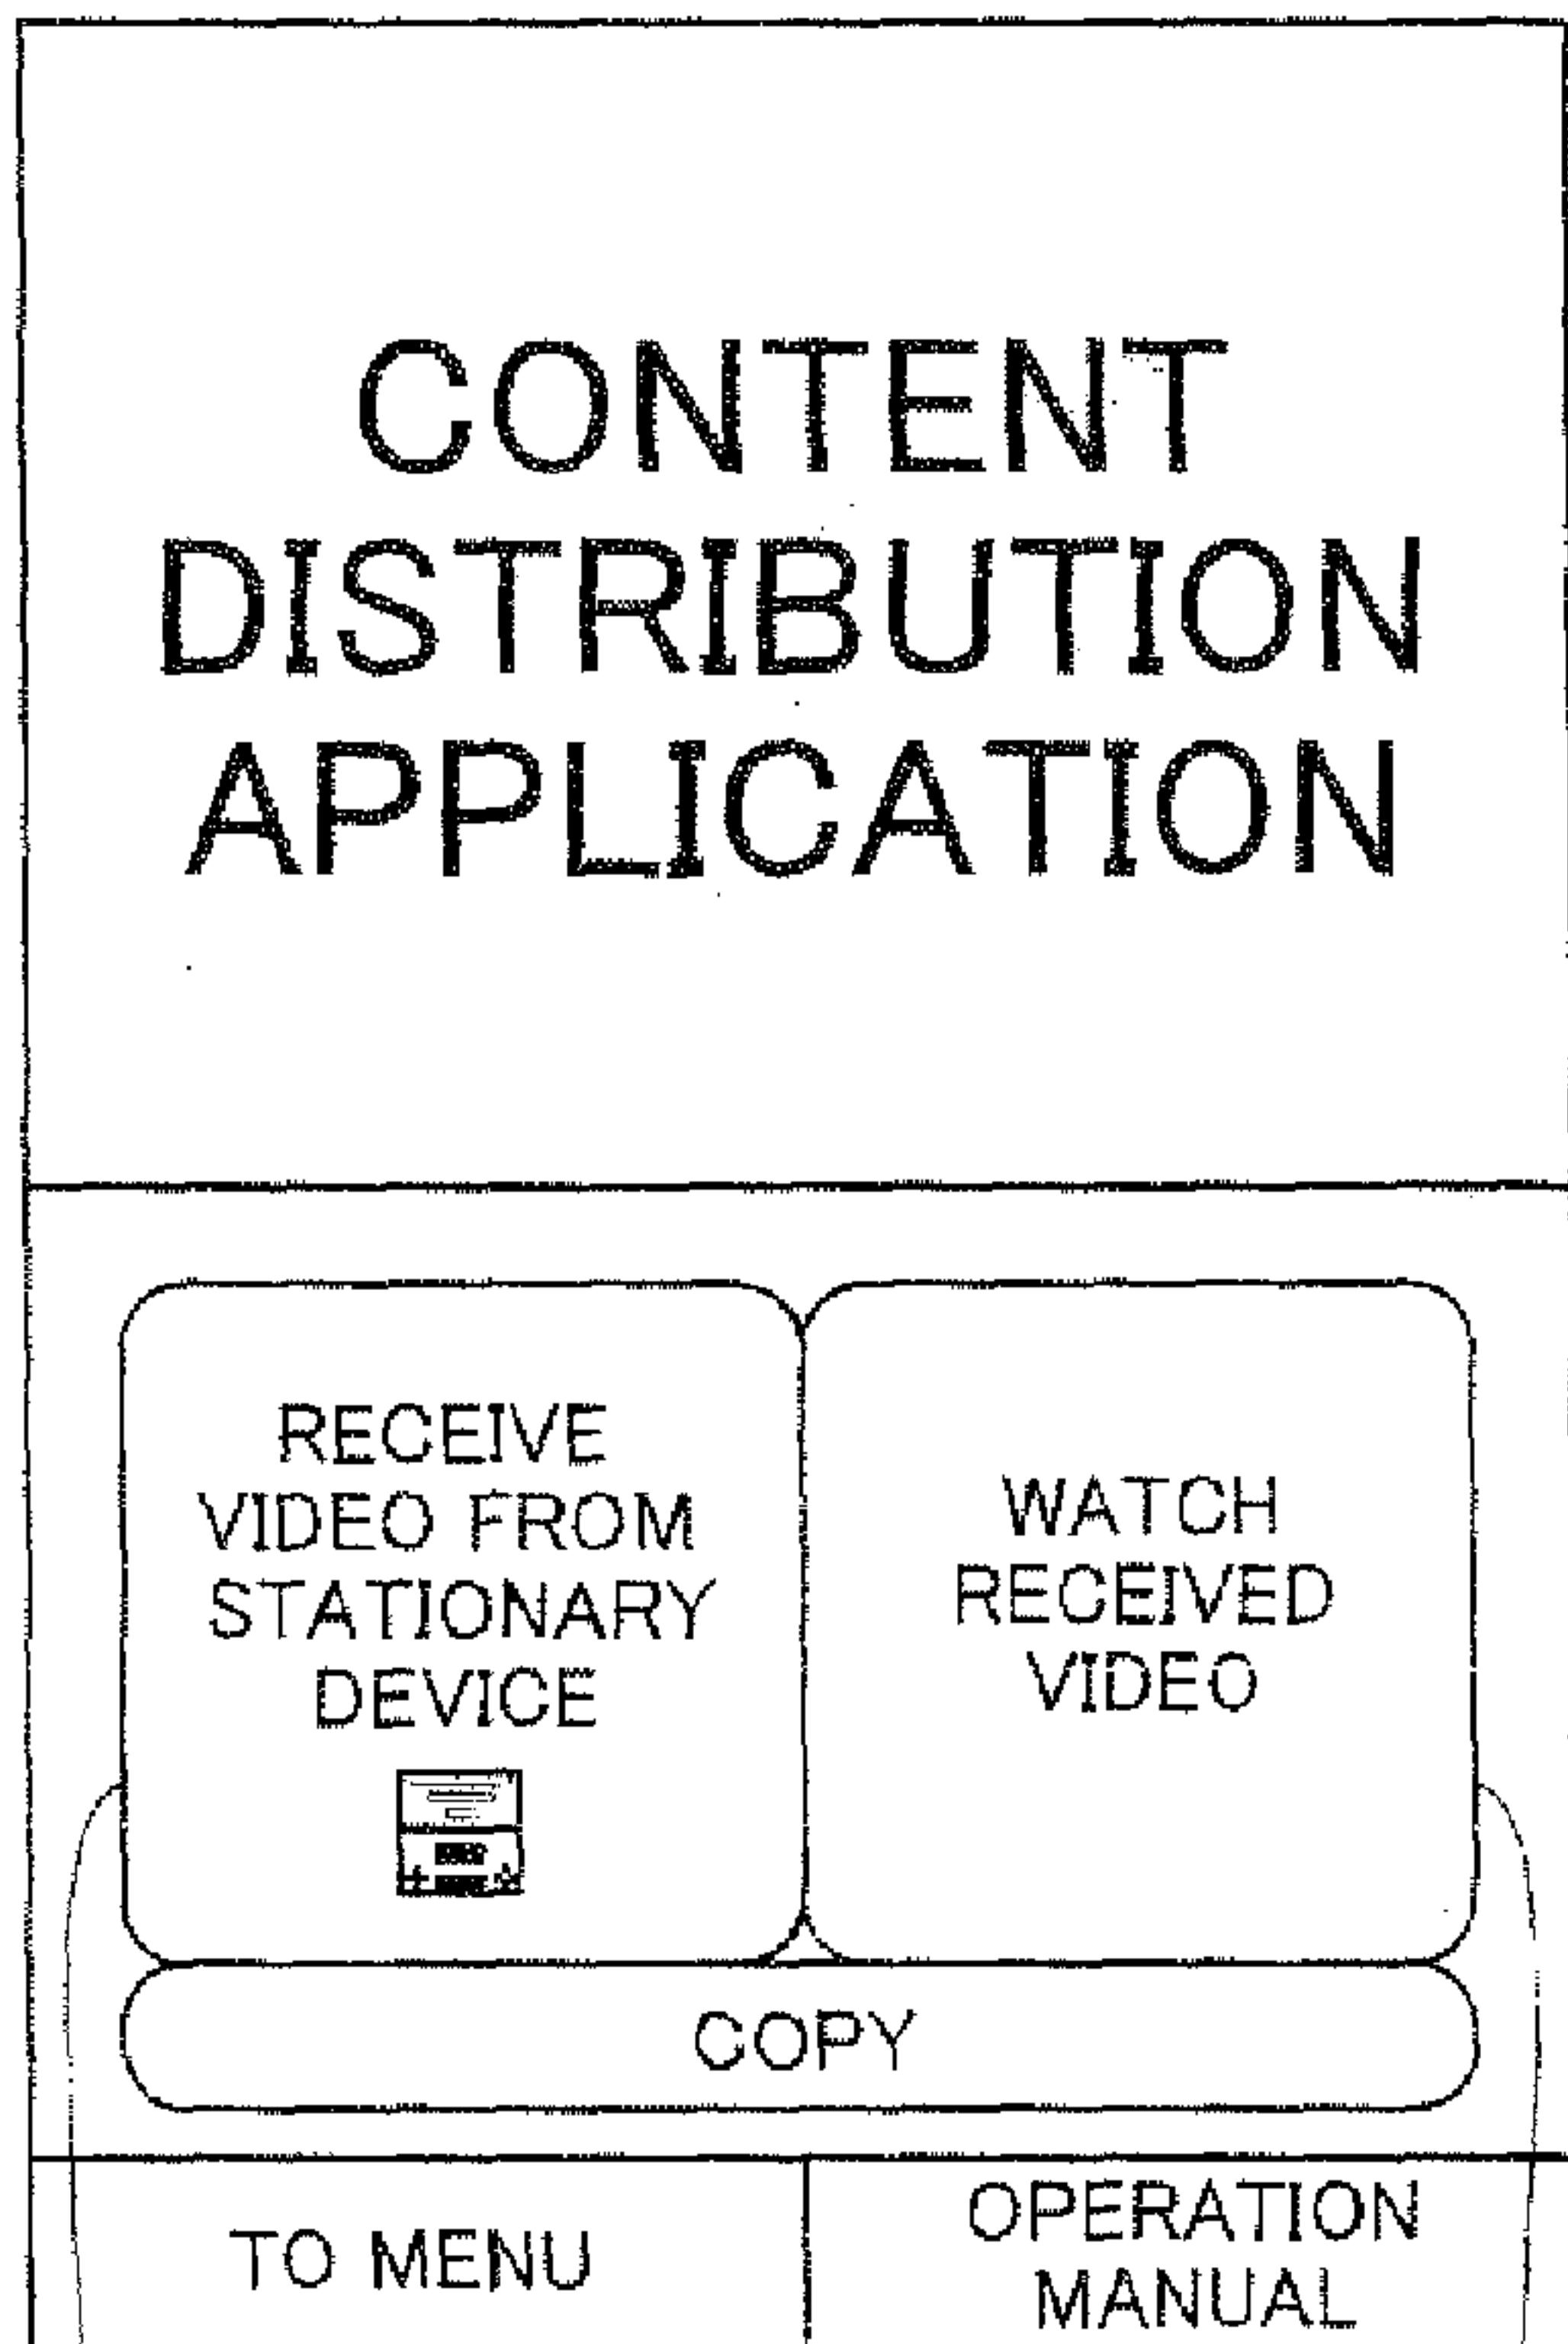 CONTENT
DISTRIBUTION
APPLICATION
RECEIVE
VIDEO FROM
STATIONARY
DEVICE
WATCH
RECEIVED
VIDEO
COPY
TO MENU
OPERATION
MANUAL